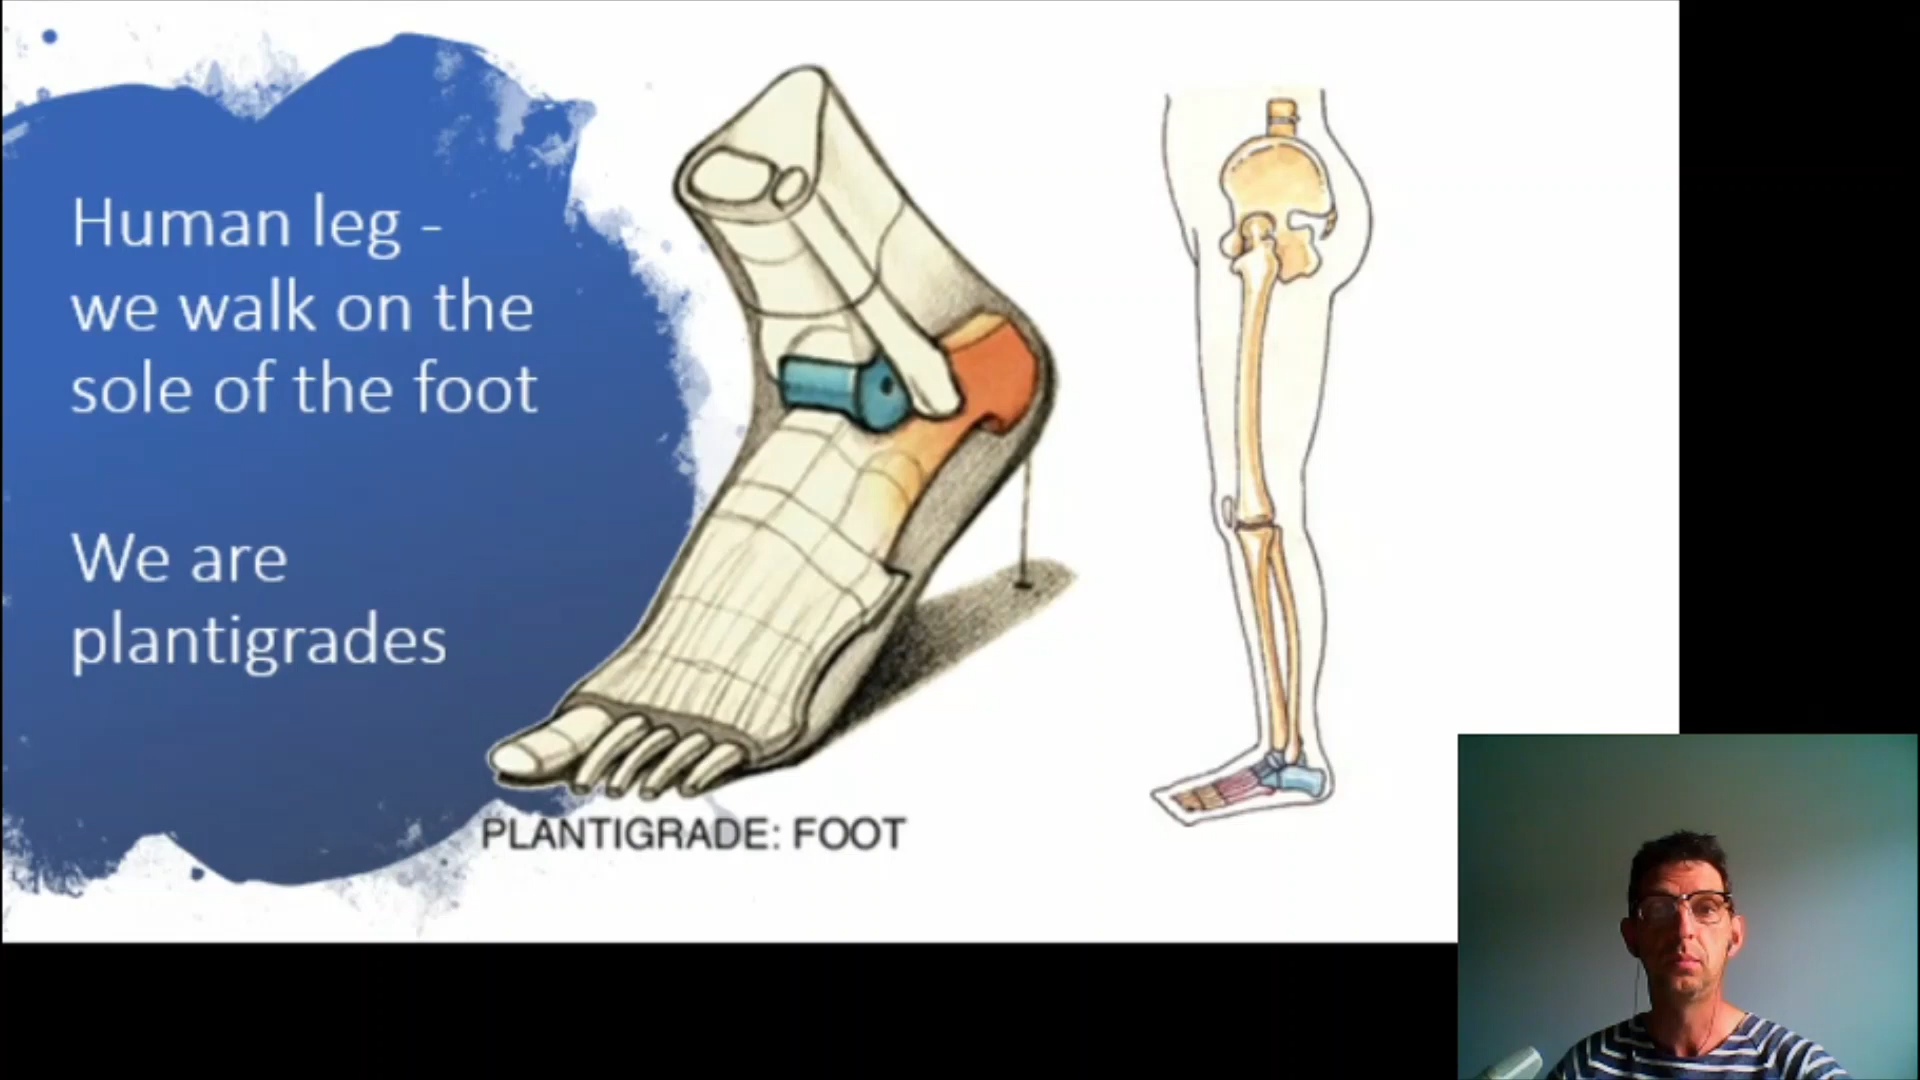 Human leg -
we walk on the
sole of the foot
We are
plantigrades
PLANTIGRADE: FOOT